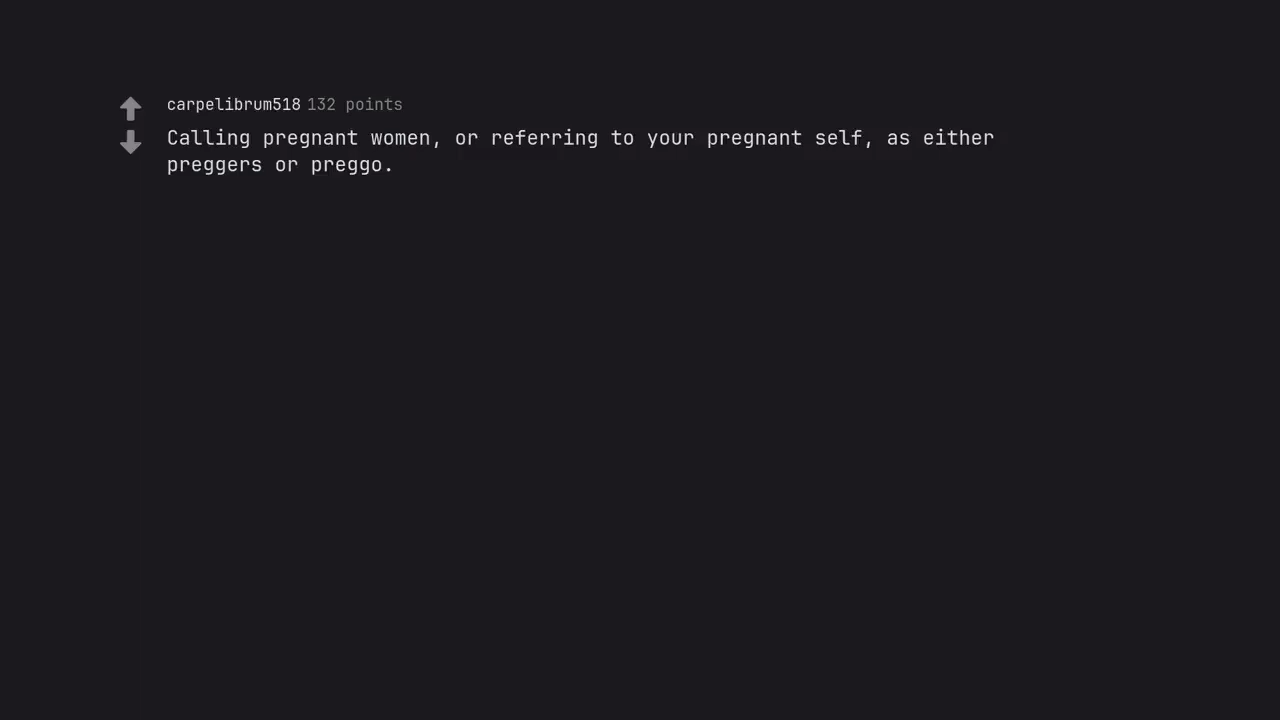 carpelibrum518 132 points
Calling pregnant women, or referring to your pregnant self, as either
preggers or preggo.